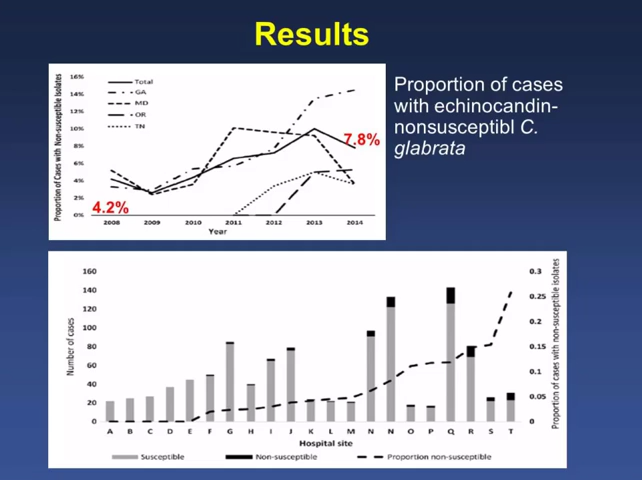 Results
Proportion of Cases with Non-susceptible Isolates
16%
14%
12%
10%
8%
6%
4%
2%
0%
Total
GA
MD
OR
TN
7.8%
4.2%
2008 2009 2010 2011 2012 2013 2014
Year
Proportion of cases
with echinocandin-
nonsusceptibl C.
glabrata
Number of cases
160
140
120
100
80
60
40
20
0
0.3
0.25
0.2
0.15
0.1
0.05
0
Proportion of cases with non-susceptible isolates
A B C D E F G H I J K L M N N O P Q R S T
Hospital site
Susceptible Non-susceptible Proportion non-susceptible